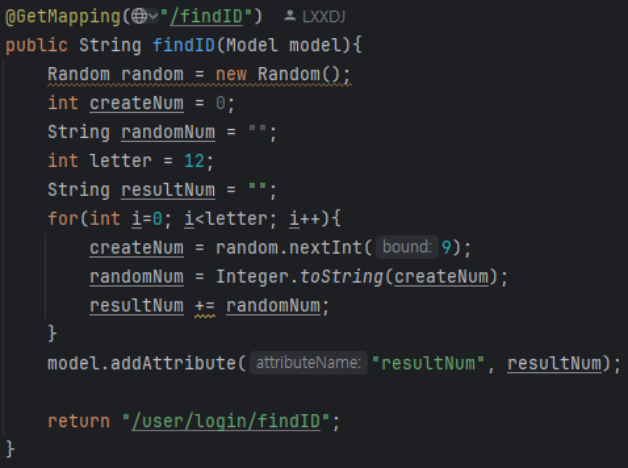 @GetMapping("/findID") LXXDJ
public String findID(Model model){
    Random random = new Random();
    int createNum = 0;
    String randomNum = "";
    int letter = 12;
    String resultNum = "";
    for(int i=0; i<letter; i++){
        createNum = random.nextInt( bound: 9);
        randomNum = Integer.toString(createNum);
        resultNum += randomNum;
    }
    model.addAttribute( attributeName: "resultNum", resultNum);
    return "/user/login/findID";
}